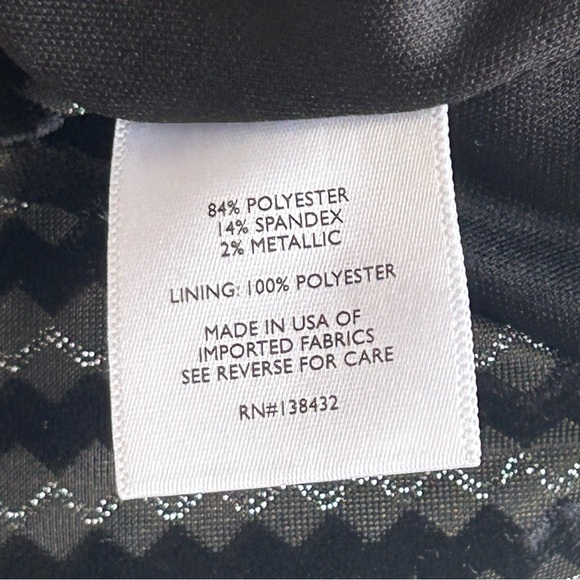 84% POLYESTER
14% SPANDEX
2% METALLIC
LINING: 100% POLYESTER
MADE IN USA OF
IMPORTED FABRICS
SEE REVERSE FOR CARE
RN#138432